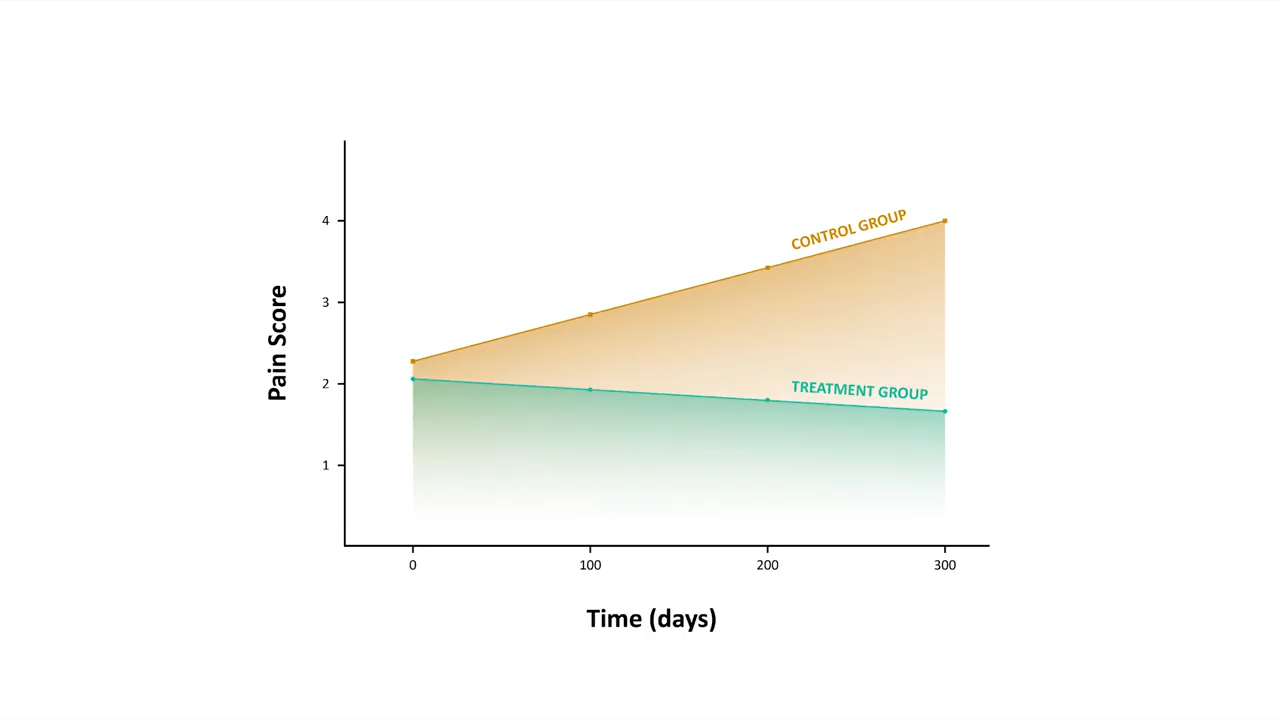 CONTROL GROUP
TREATMENT GROUP
Pain Score
4
3
2
1
0
100
200
300
Time (days)